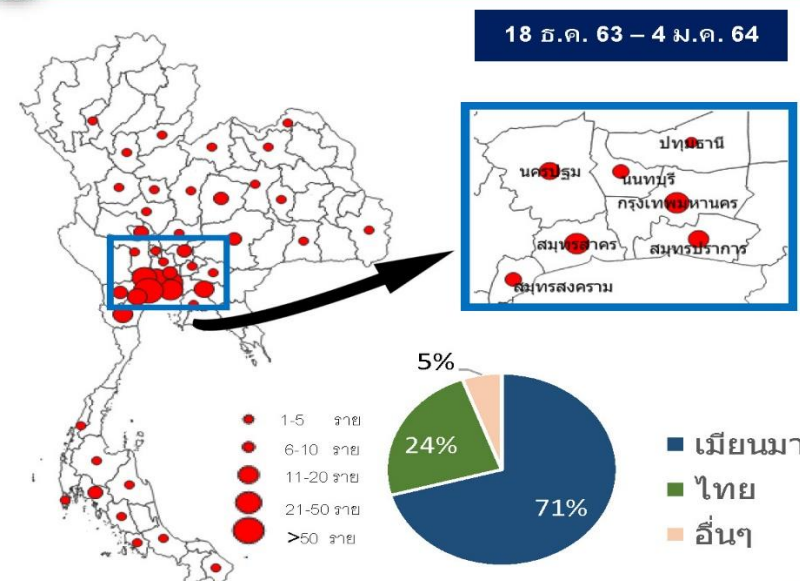 18 ธ.ค. 63 – 4 ม.ค. 64
ปทุมธานี
นครปฐม
นนทบุรี
กรุงเทพมหานคร
สมุทรสาคร
สมุทรปราการ
สมุทรสงคราม
1-5 ราย
6-10 ราย
11-20 ราย
21-50 ราย
>50 ราย
5%
24%
71%
เมียนมา
ไทย
อื่นๆ